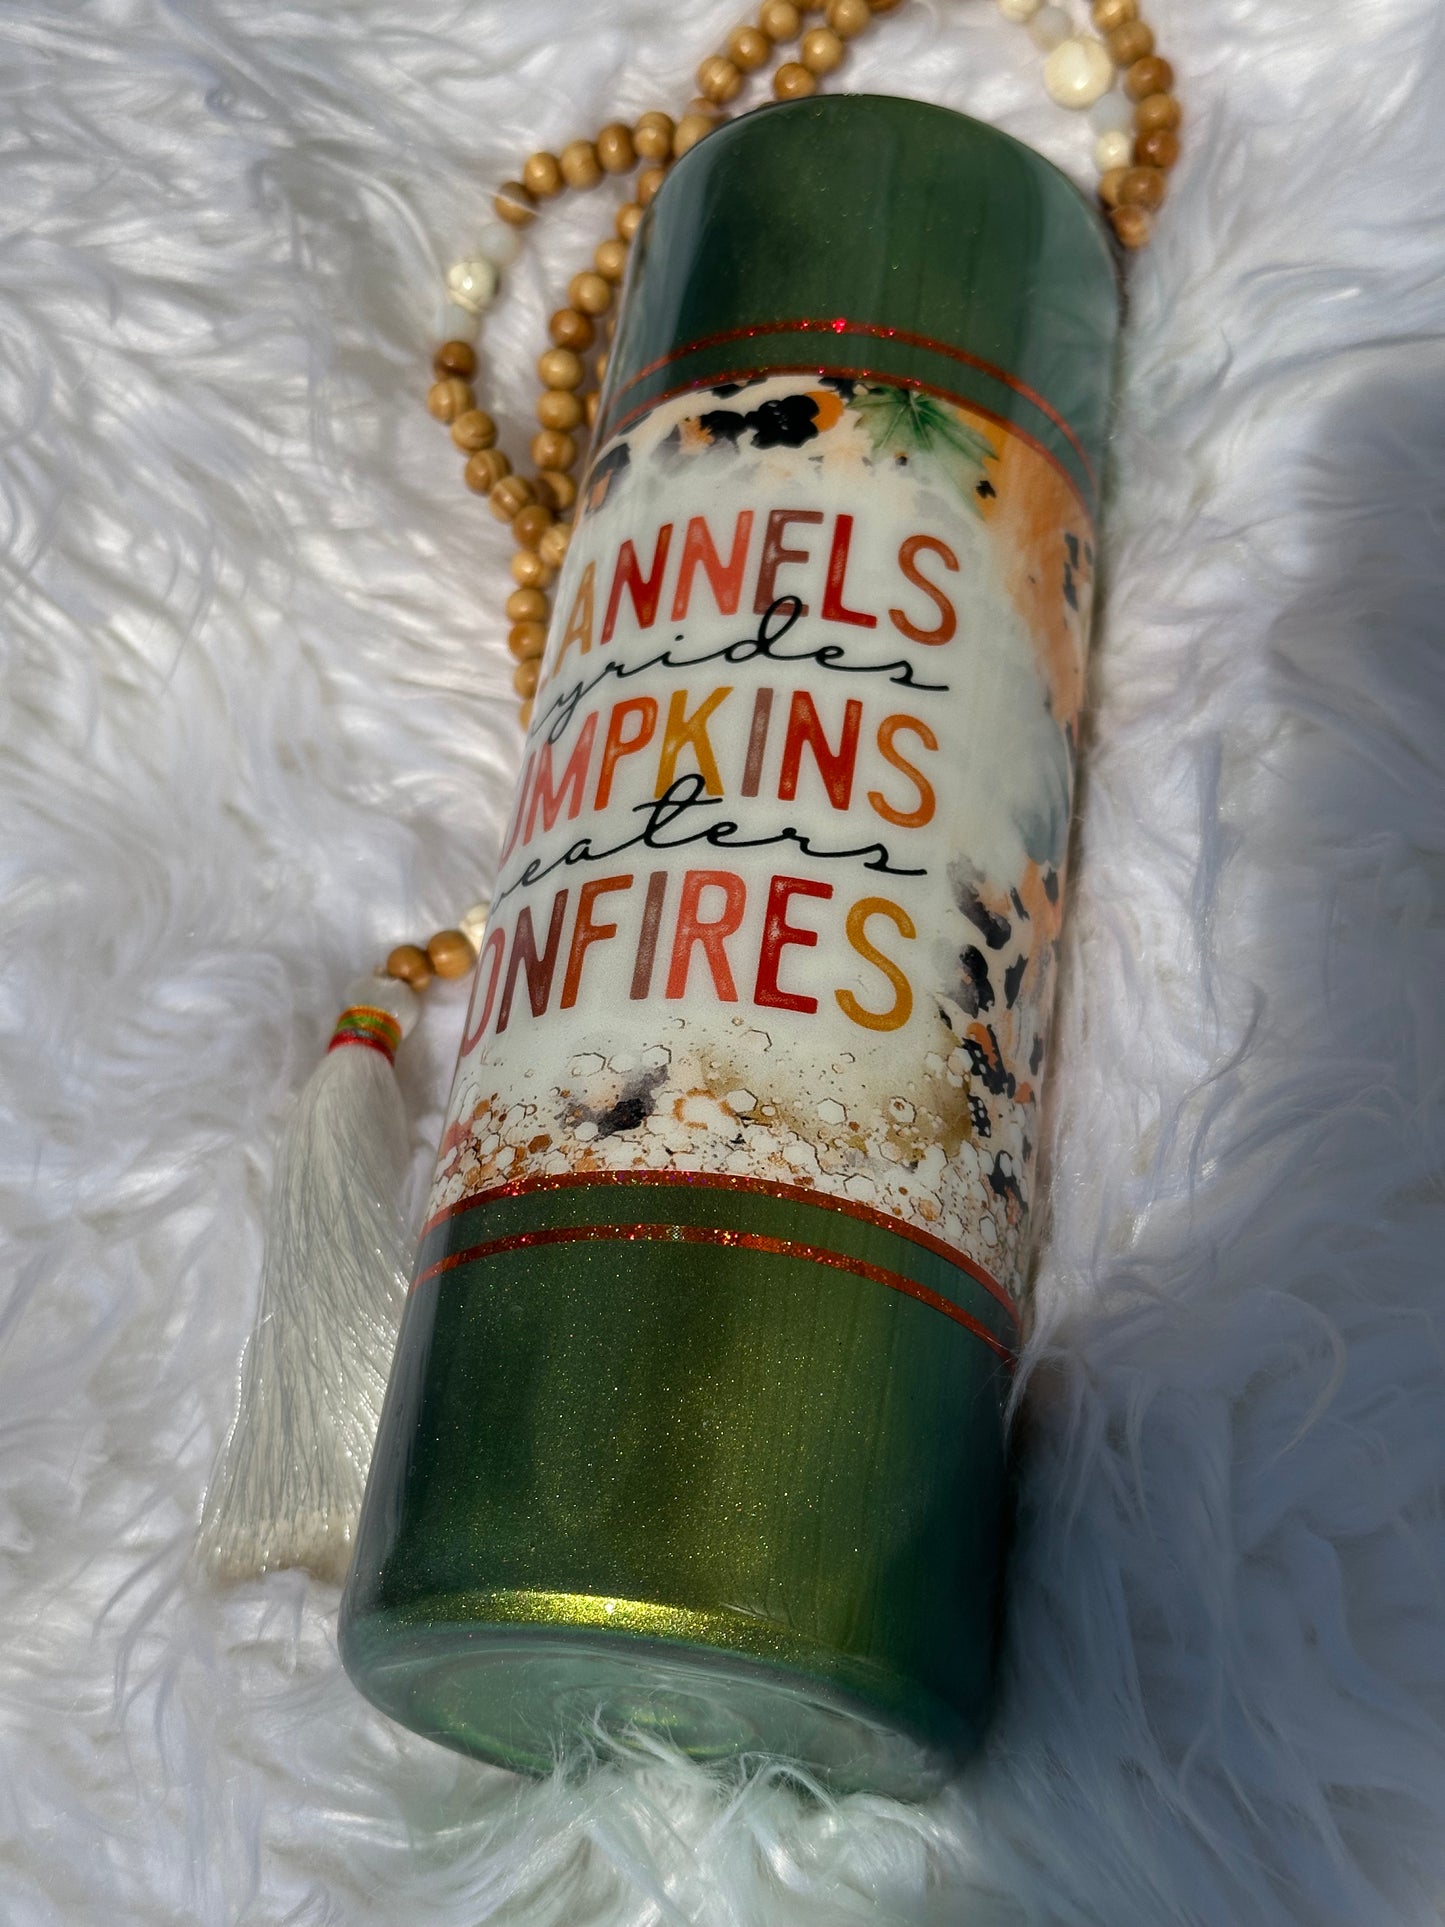 ANNELS
yrides
UMPKINS
eaters
ONFIRES